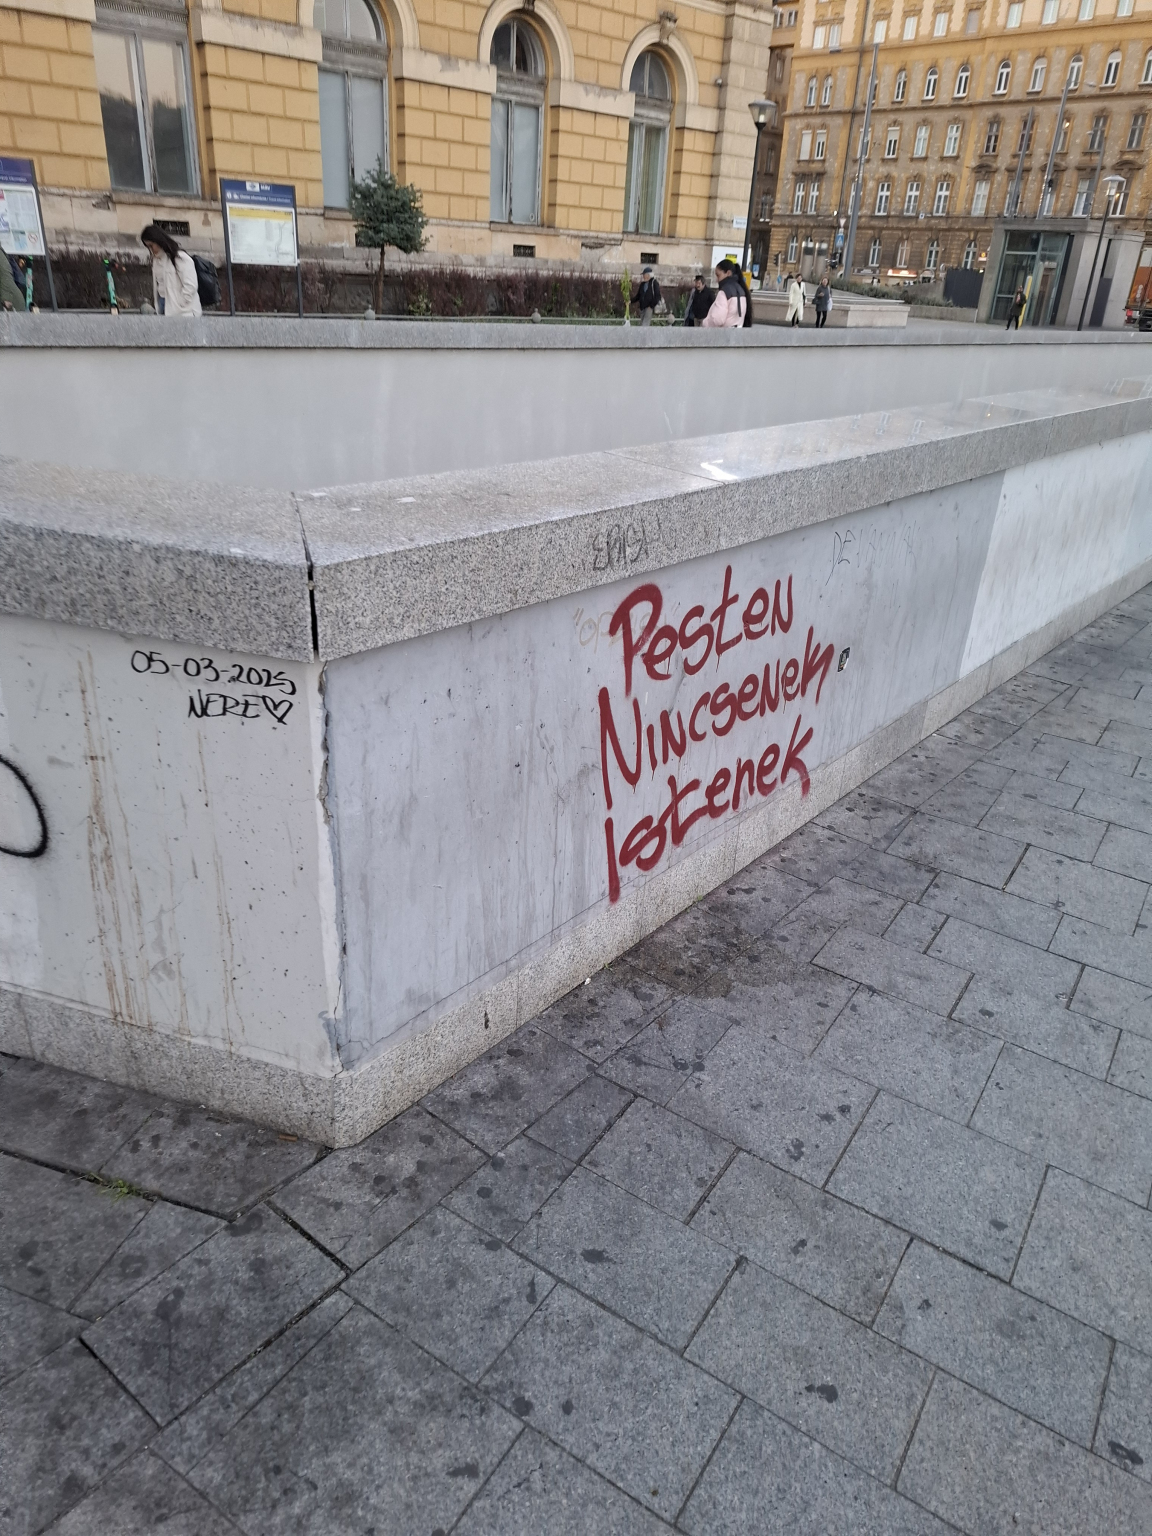 05-03-2025
NERE♡
Pesten
Nincsenek
Istenek